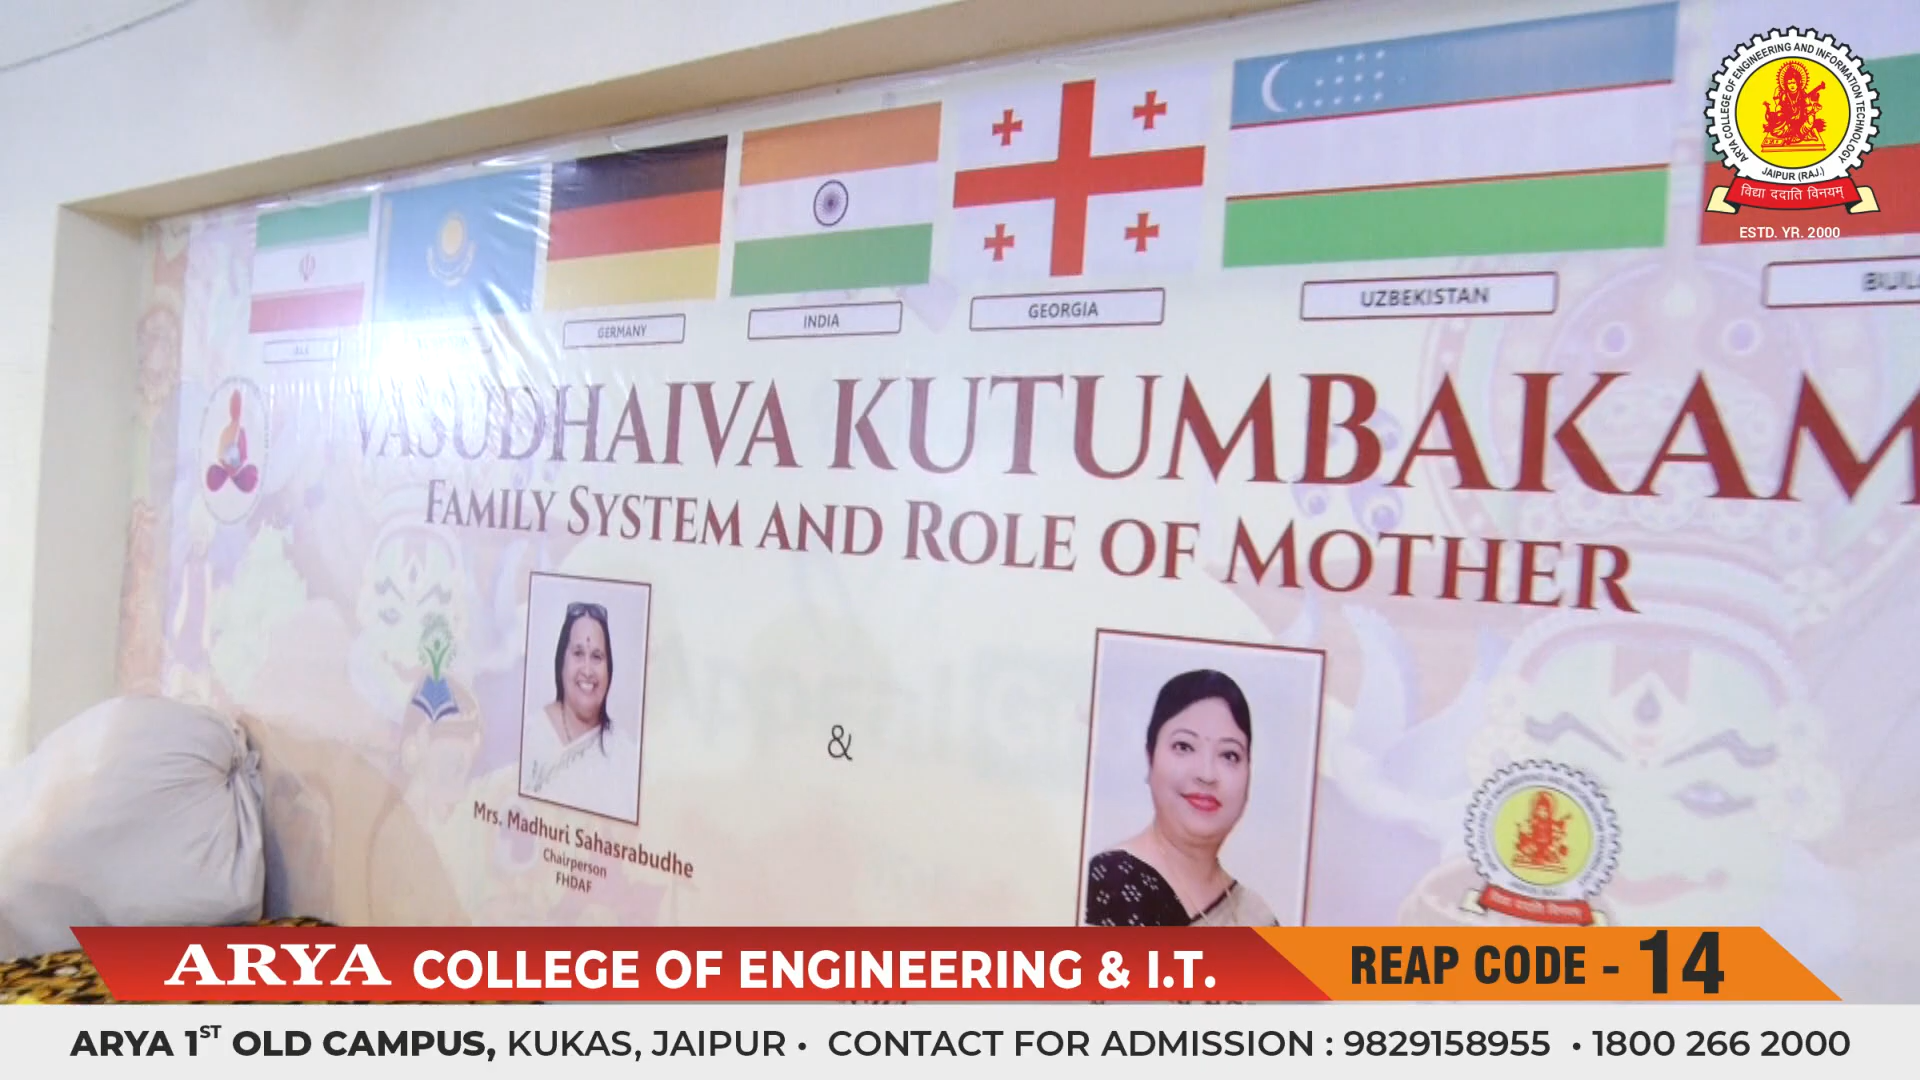 ARYA COLLEGE OF ENGINEERING AND INFORMATION TECHNOLOGY
JAIPUR (RAJ.)
विद्या ददाति विनयम्
ESTD. YR. 2000
GERMANY
INDIA
GEORGIA
UZBEKISTAN
VASUDHAIVA KUTUMBAKAM
FAMILY SYSTEM AND ROLE OF MOTHER
&
Mrs. Madhuri Sahasrabudhe
Chairperson
FHDAF
ARYA COLLEGE OF ENGINEERING & I.T.
REAP CODE - 14
ARYA 1ST OLD CAMPUS, KUKAS, JAIPUR • CONTACT FOR ADMISSION : 9829158955 • 1800 266 2000